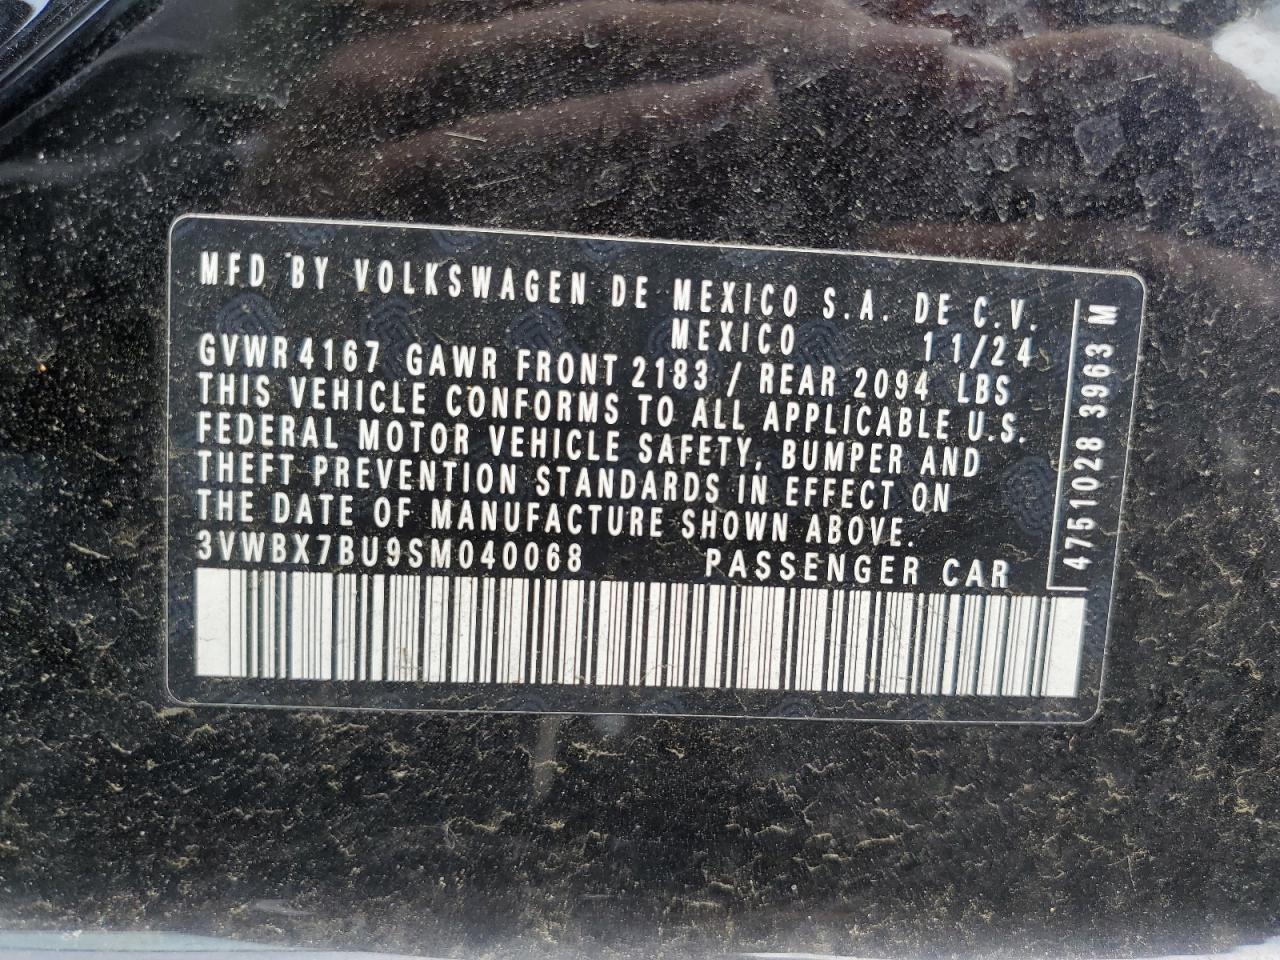 MFD BY VOLKSWAGEN DE MEXICO S.A. DE C.V.
MEXICO 11/24
GVWR 4167 GAWR FRONT 2183 / REAR 2094 LBS
THIS VEHICLE CONFORMS TO ALL APPLICABLE U.S.
FEDERAL MOTOR VEHICLE SAFETY, BUMPER AND
THEFT PREVENTION STANDARDS IN EFFECT ON
THE DATE OF MANUFACTURE SHOWN ABOVE.
3VWBX7BU9SM040068 PASSENGER CAR
4751028 3963 M